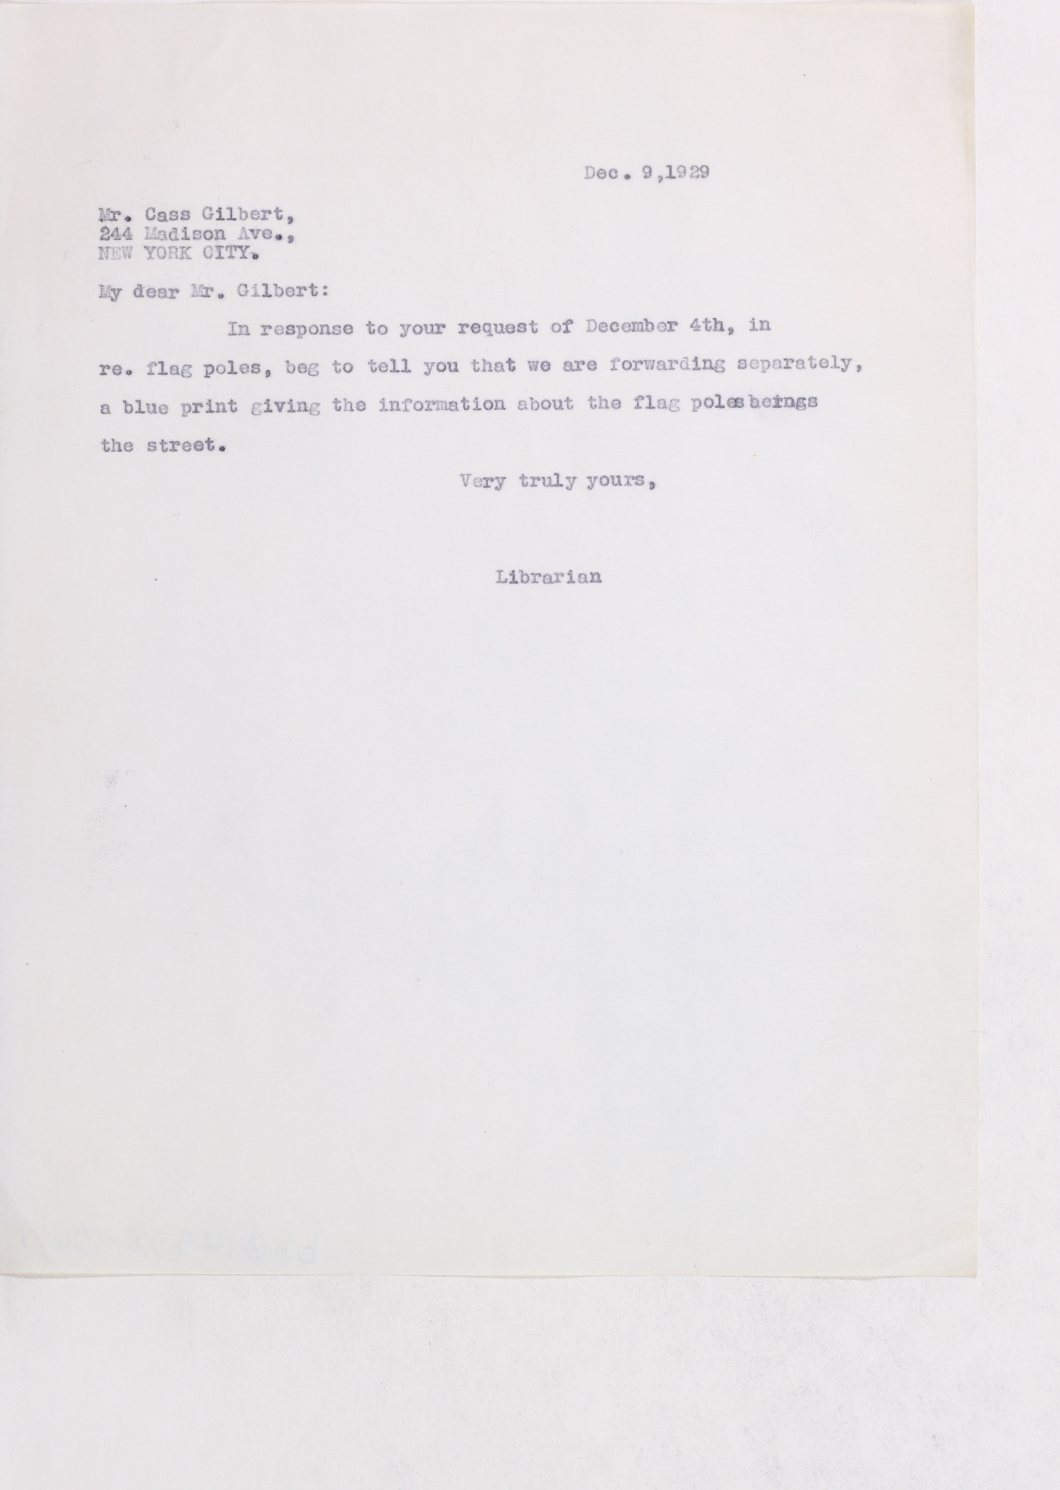 Dec. 9,1929
Mr. Cass Gilbert,
244 Madison Ave.,
NEW YORK CITY.
My dear Mr. Gilbert:
In response to your request of December 4th, in
re. flag poles, beg to tell you that we are forwarding separately,
a blue print giving the information about the flag poles
the street.
Very truly yours,
Librarian